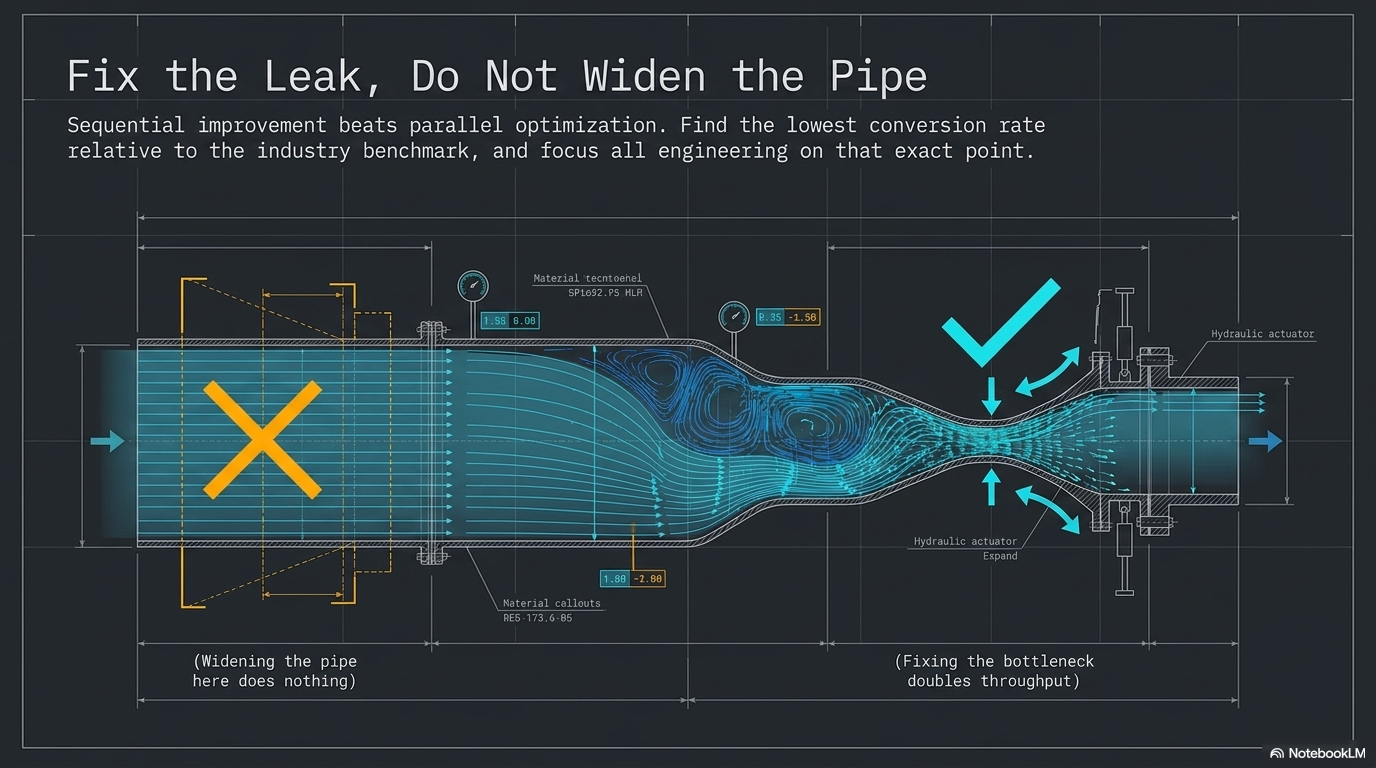 Fix the Leak, Do Not Widen the Pipe
Sequential improvement beats parallel optimization. Find the lowest conversion rate
relative to the industry benchmark, and focus all engineering on that exact point.
Material
Hydraulic actuator
-1.50
Hydraulic actuator
Expand
Material callouts
(Widening the pipe
here does nothing)
(Fixing the bottleneck
doubles throughput)
NotebookLM